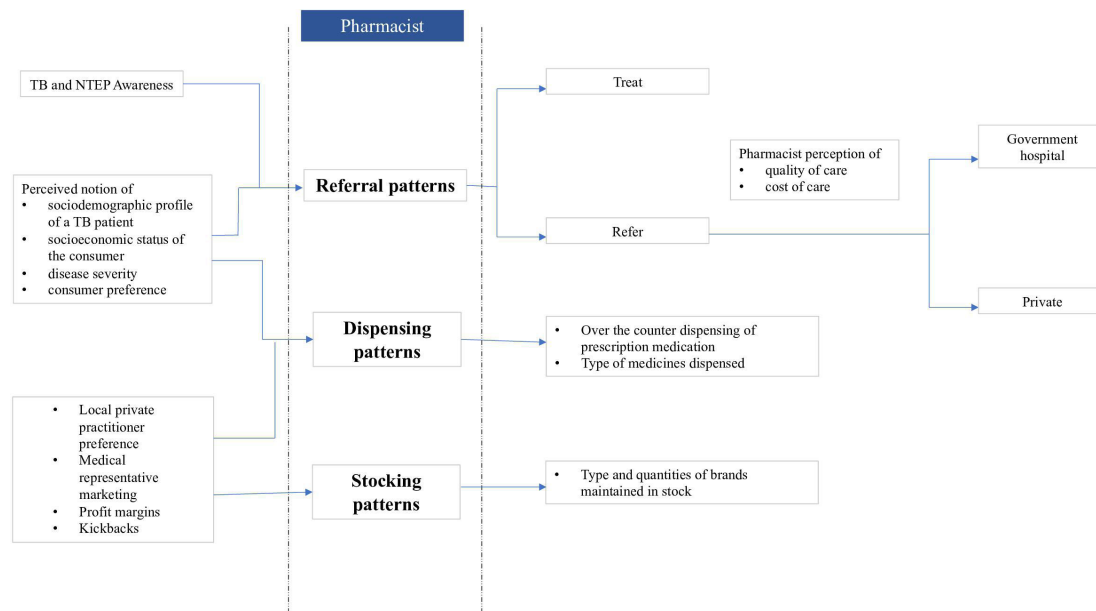 Pharmacist
TB and NTEP Awareness
Perceived notion of
• sociodemographic profile
of a TB patient
• socioeconomic status of
the consumer
• disease severity
• consumer preference
• Local private
practitioner
preference
• Medical
representative
marketing
• Profit margins
• Kickbacks
Referral patterns
Dispensing
patterns
Stocking
patterns
Treat
Refer
• Over the counter dispensing of
prescription medication
• Type of medicines dispensed
• Type and quantities of brands
maintained in stock
Pharmacist perception of
• quality of care
• cost of care
Government
hospital
Private